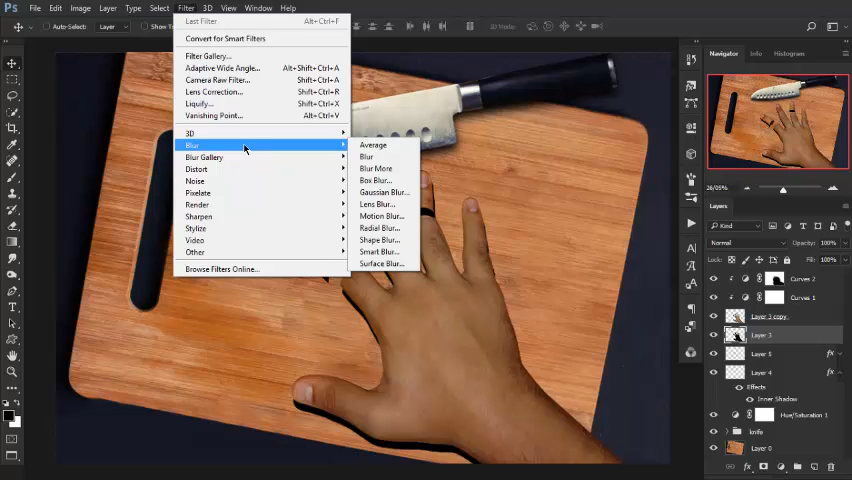 Ps File Edit Image Layer Type Select Filter 3D View Window Help
Auto-Select: Layer Show T 3D Mode:
Last Filter Alt+Ctrl+F
Convert for Smart Filters
Filter Gallery...
Adaptive Wide Angle... Alt+Shift+Ctrl+A
Camera Raw Filter... Shift+Ctrl+A
Lens Correction... Shift+Ctrl+R
Liquify... Shift+Ctrl+X
Vanishing Point... Alt+Ctrl+V
3D
Blur
Blur Gallery
Distort
Noise
Pixelate
Render
Sharpen
Stylize
Video
Other
Browse Filters Online...
Average
Blur
Blur More
Box Blur...
Gaussian Blur...
Lens Blur...
Motion Blur...
Radial Blur...
Shape Blur...
Smart Blur...
Surface Blur...
Navigator Info Histogram
Layers
Kind
Normal Opacity: 100%
Lock: Fill: 100%
Curves 2
Curves 1
Layer 3 copy
Layer 3
Layer 4 fx
Effects
Inner Shadow
Hue/Saturation 1
knife
Layer 0